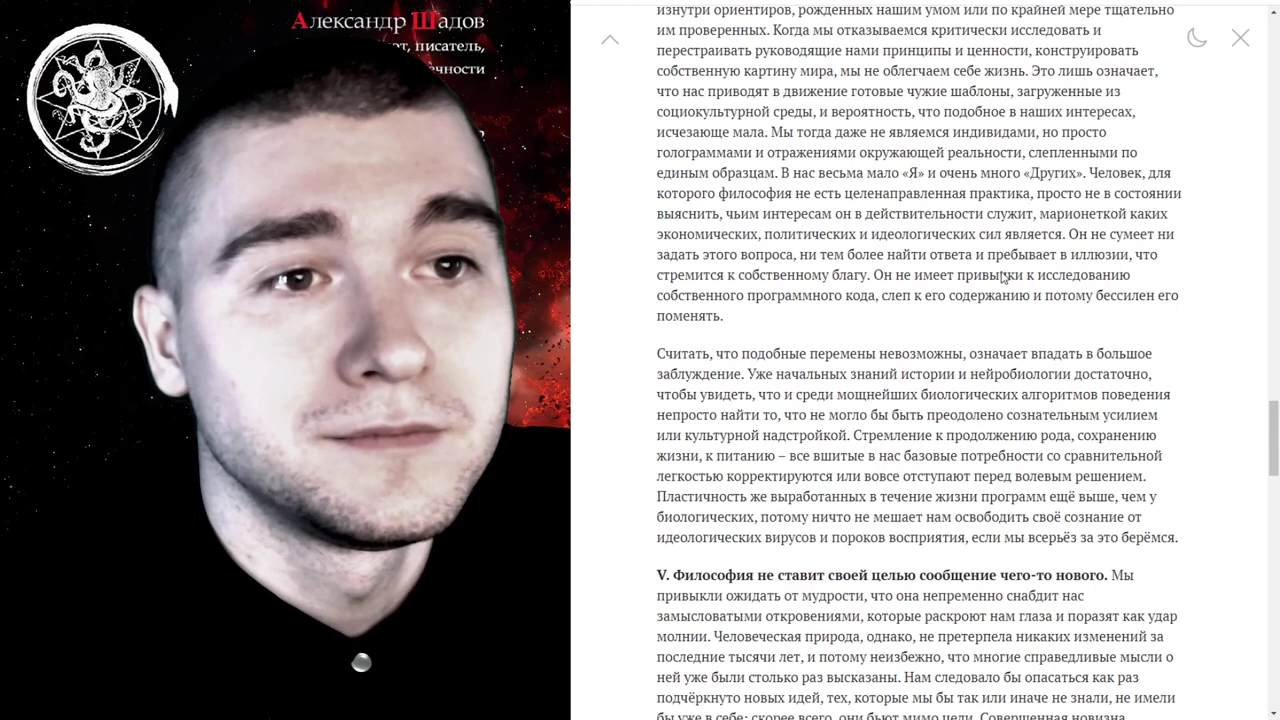 Александр Шадов
от, писатель,
чности
изнутри ориентиров, рожденных нашим умом или по крайней мере тщательно
им проверенных. Когда мы отказываемся критически исследовать и
перестраивать руководящие нами принципы и ценности, конструировать
собственную картину мира, мы не облегчаем себе жизнь. Это лишь означает,
что нас приводят в движение готовые чужие шаблоны, загруженные из
социокультурной среды, и вероятность, что подобное в наших интересах,
исчезающе мала. Мы тогда даже не являемся индивидами, но просто
голограммами и отражениями окружающей реальности, слепленными по
единым образцам. В нас весьма мало «Я» и очень много «Других». Человек, для
которого философия не есть целенаправленная практика, просто не в состоянии
выяснить, чьим интересам он в действительности служит, марионеткой каких
экономических, политических и идеологических сил является. Он не сумеет ни
задать этого вопроса, ни тем более найти ответа и пребывает в иллюзии, что
стремится к собственному благу. Он не имеет привычки к исследованию
собственного программного кода, слеп к его содержанию и потому бессилен его
поменять.
Считать, что подобные перемены невозможны, означает впадать в большое
заблуждение. Уже начальных знаний истории и нейробиологии достаточно,
чтобы увидеть, что и среди мощнейших биологических алгоритмов поведения
непросто найти то, что не могло бы быть преодолено сознательным усилием
или культурной надстройкой. Стремление к продолжению рода, сохранению
жизни, к питанию – все вшитые в нас базовые потребности со сравнительной
легкостью корректируются или вовсе отступают перед волевым решением.
Пластичность же выработанных в течение жизни программ ещё выше, чем у
биологических, потому ничто не мешает нам освободить своё сознание от
идеологических вирусов и пороков восприятия, если мы всерьёз за это берёмся.
V. Философия не ставит своей целью сообщение чего-то нового. Мы
привыкли ожидать от мудрости, что она непременно снабдит нас
замысловатыми откровениями, которые раскроют нам глаза и поразят как удар
молнии. Человеческая природа, однако, не претерпела никаких изменений за
последние тысячи лет, и потому неизбежно, что многие справедливые мысли о
ней уже были столько раз высказаны. Нам следовало бы опасаться как раз
подчёркнуто новых идей, тех, которые мы бы так или иначе не знали, не имели
бы уже в себе; скорее всего, они бьют мимо цели. Совершенная новизна